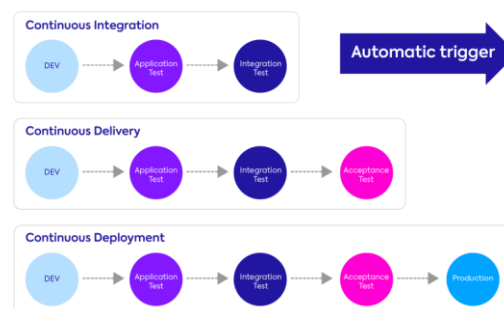 Continuous Integration
DEV
Application
Test
Integration
Test
Automatic trigger
Continuous Delivery
DEV
Application
Test
Integration
Test
Acceptance
Test
Continuous Deployment
DEV
Application
Test
Integration
Test
Acceptance
Test
Production